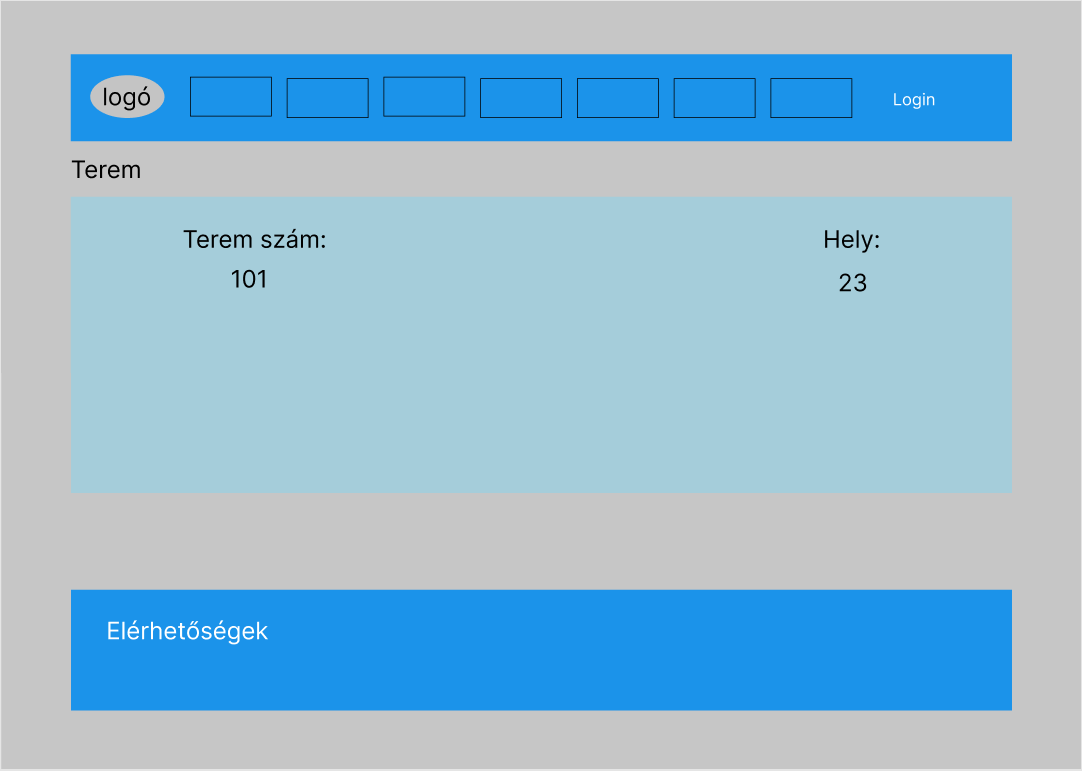 logó
Login
Terem
Terem szám:
101
Hely:
23
Elérhetőségek